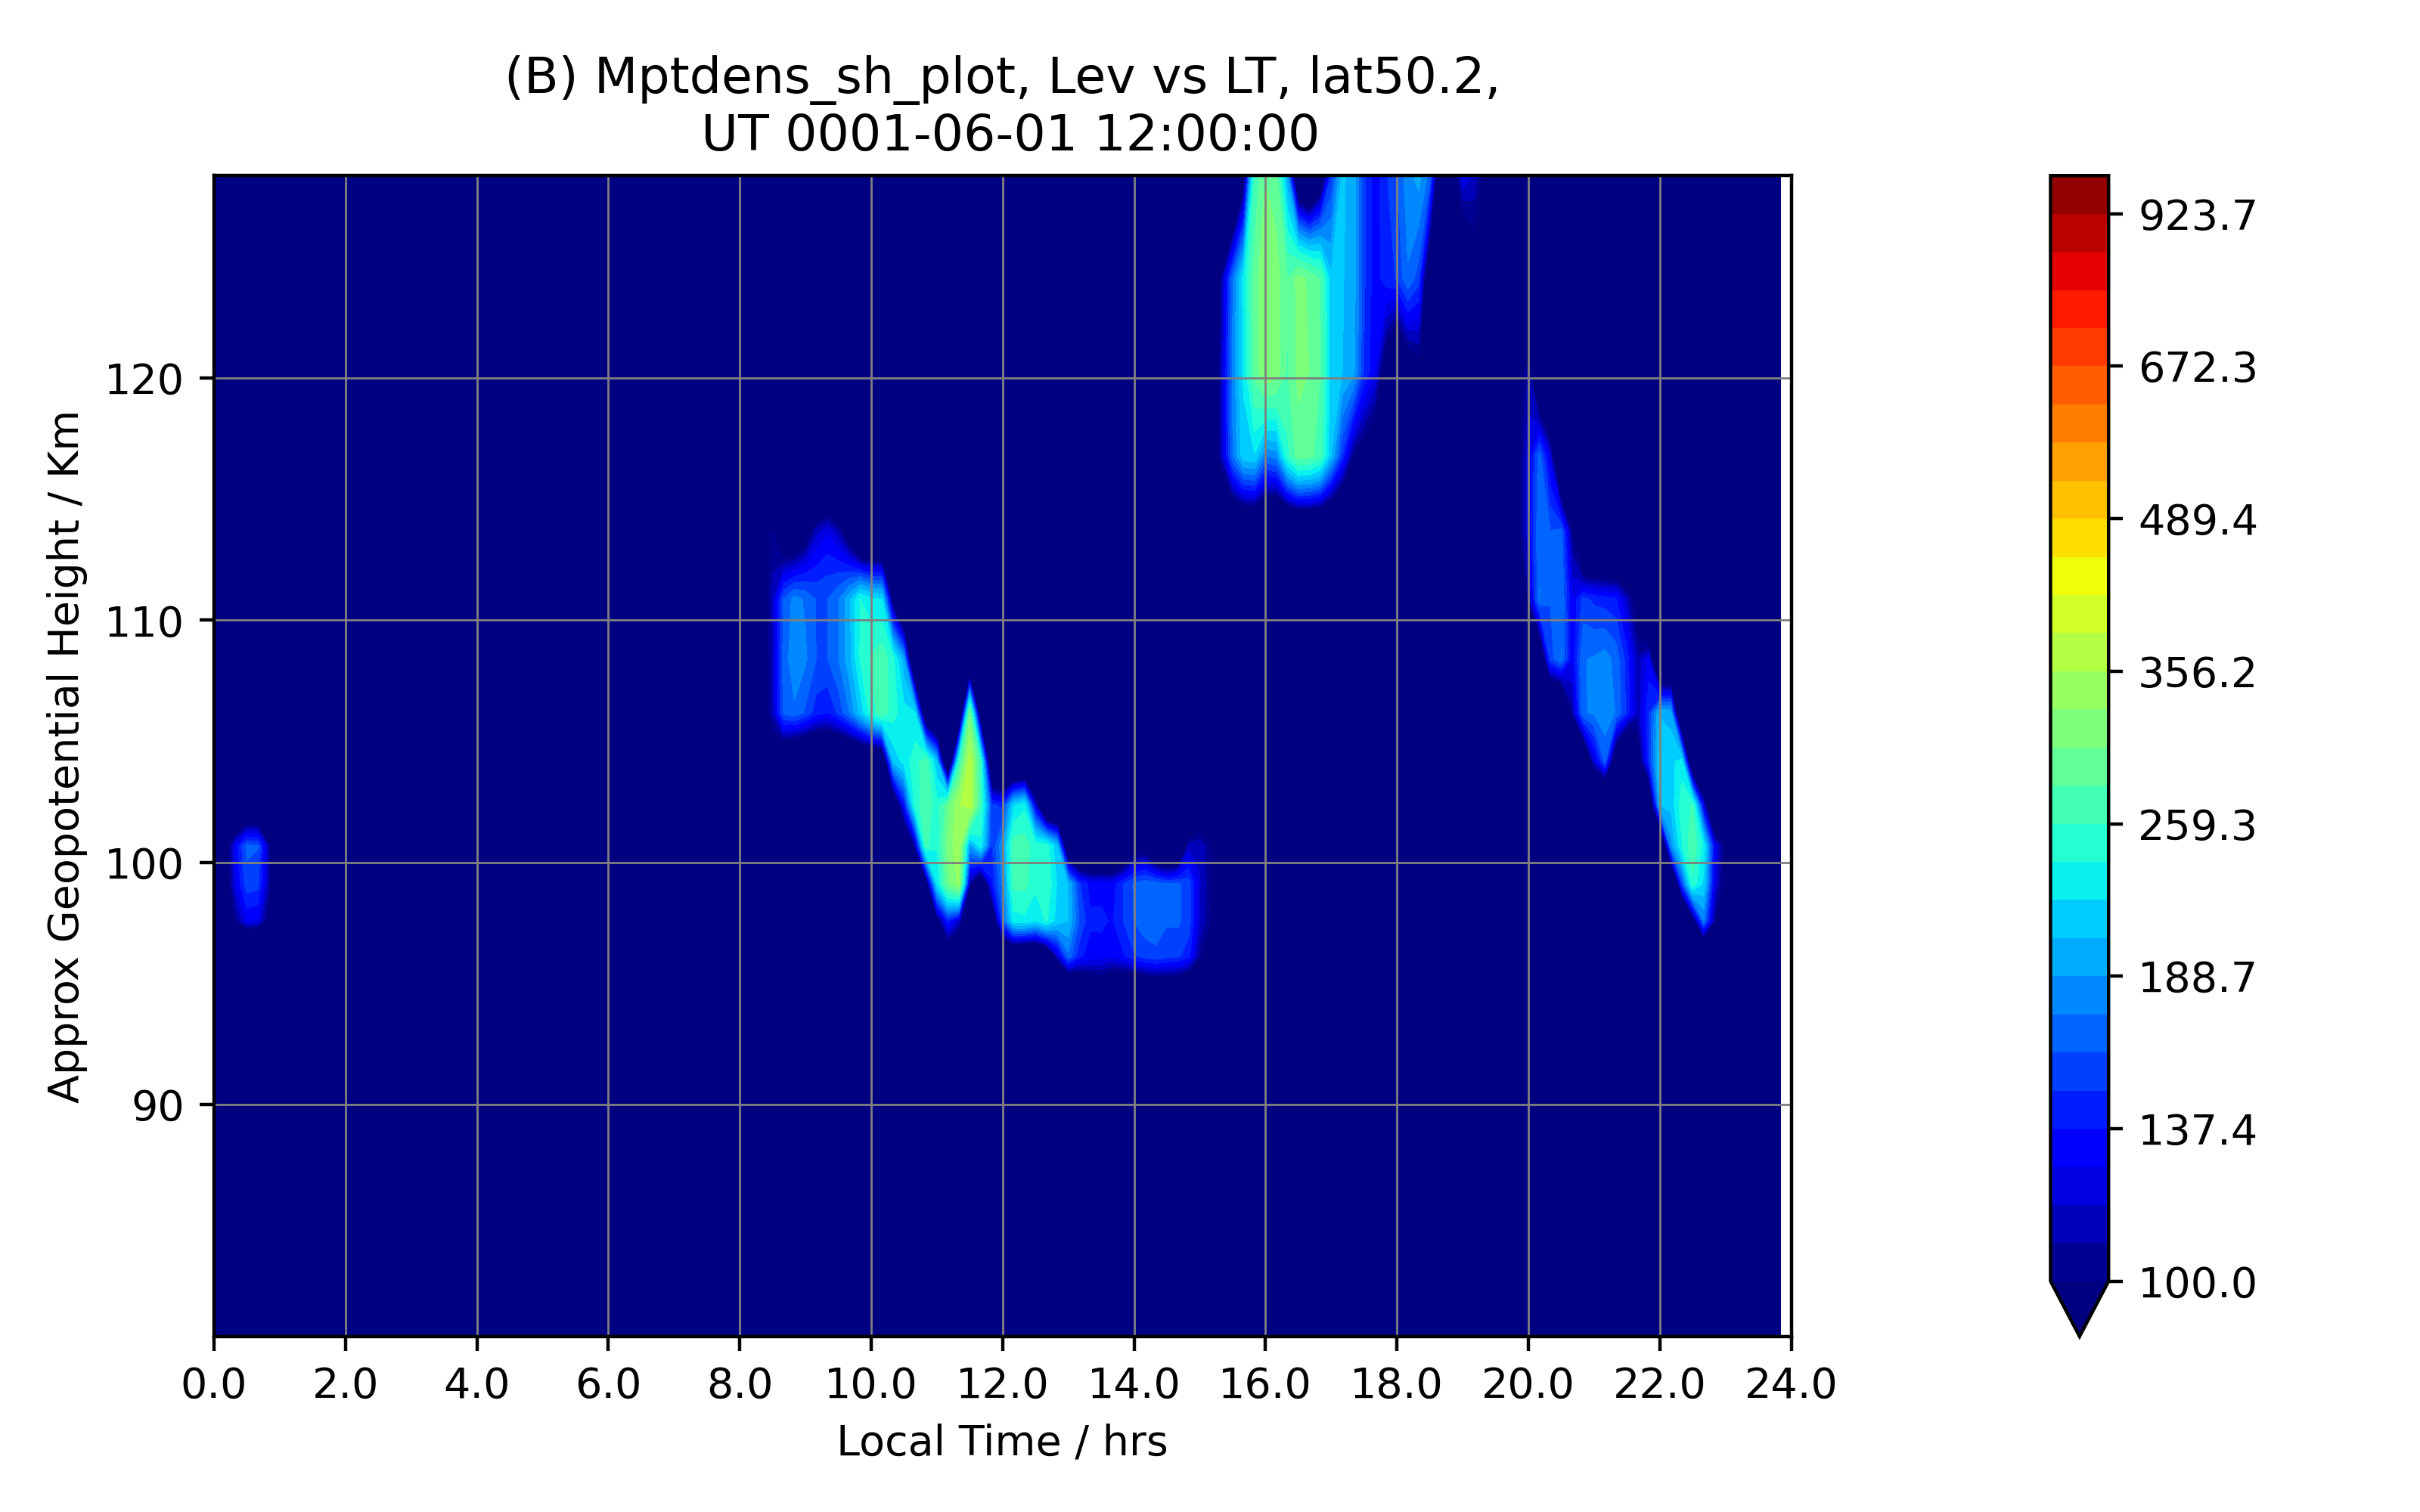 (B) Mptdens_sh_plot, Lev vs LT, lat50.2,
UT 0001-06-01 12:00:00
Approx Geopotential Height / Km
120
110
100
90
0.0 2.0 4.0 6.0 8.0 10.0 12.0 14.0 16.0 18.0 20.0 22.0 24.0
Local Time / hrs
923.7
672.3
489.4
356.2
259.3
188.7
137.4
100.0